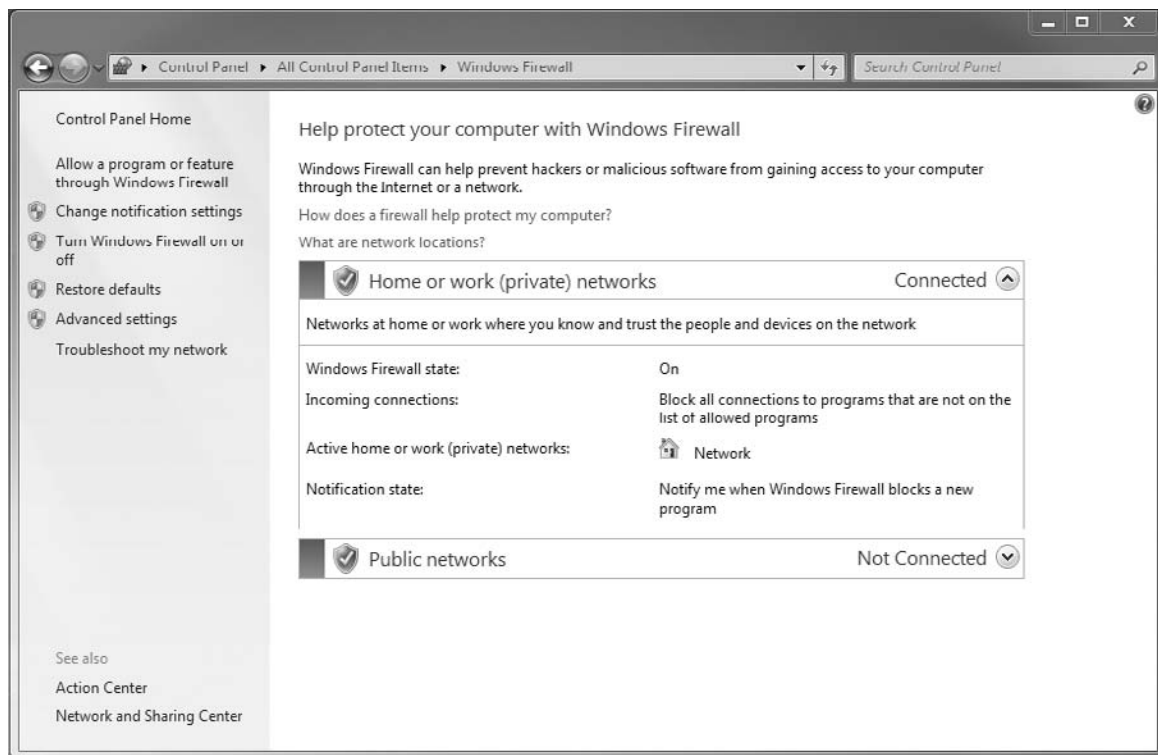 Control Panel ▸ All Control Panel Items ▸ Windows Firewall
Search Control Panel
Control Panel Home
Allow a program or feature
through Windows Firewall
Change notification settings
Turn Windows Firewall on or
off
Restore defaults
Advanced settings
Troubleshoot my network
See also
Action Center
Network and Sharing Center
Help protect your computer with Windows Firewall
Windows Firewall can help prevent hackers or malicious software from gaining access to your computer
through the Internet or a network.
How does a firewall help protect my computer?
What are network locations?
Home or work (private) networks Connected
Networks at home or work where you know and trust the people and devices on the network
Windows Firewall state: On
Incoming connections: Block all connections to programs that are not on the
list of allowed programs
Active home or work (private) networks: Network
Notification state: Notify me when Windows Firewall blocks a new
program
Public networks Not Connected